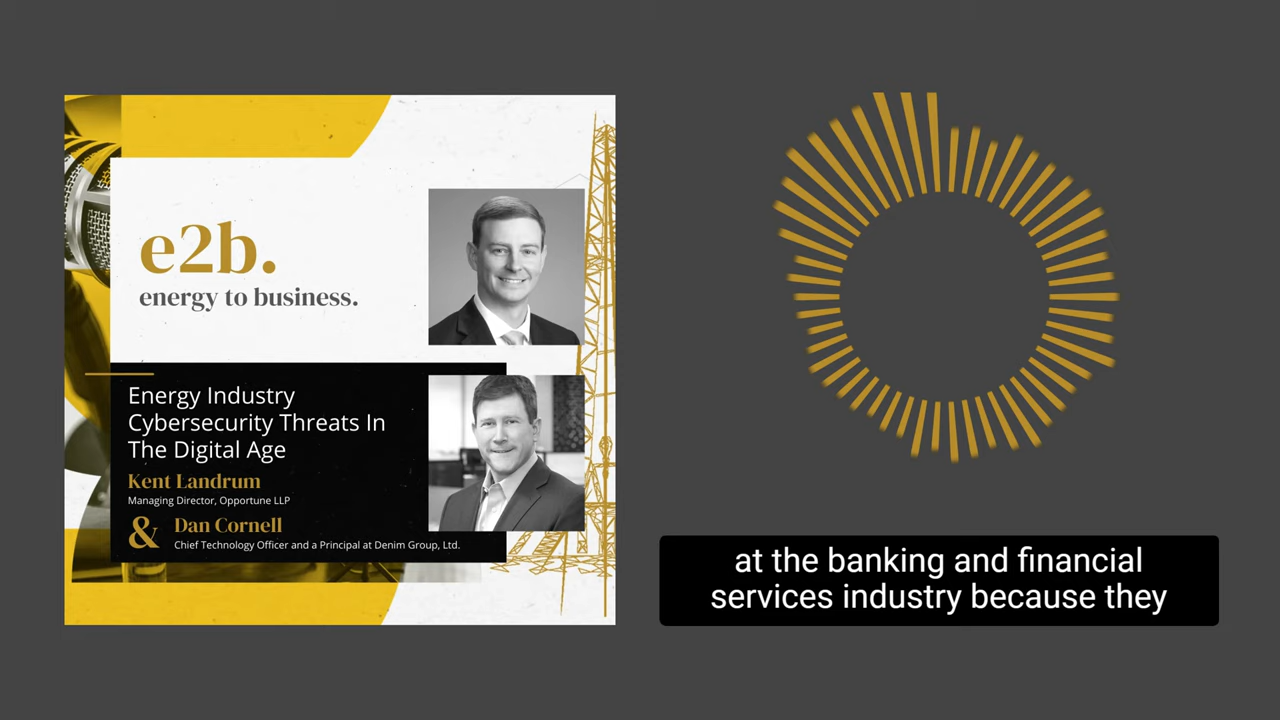 e2b.
energy to business.
Energy Industry
Cybersecurity Threats In
The Digital Age
Kent Landrum
Managing Director, Opportune LLP
& Dan Cornell
Chief Technology Officer and a Principal at Denim Group, Ltd.
at the banking and financial
services industry because they